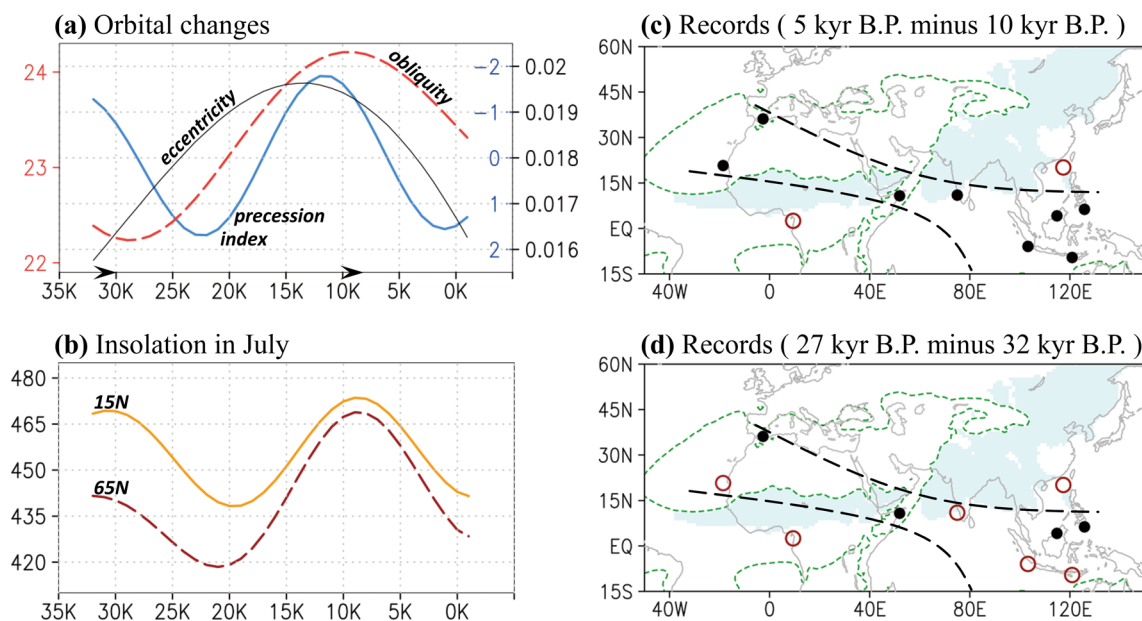 (a) Orbital changes
24
23
22
eccentricity
obliquity
precession
index
-2
-1
0
1
2
0.02
0.019
0.018
0.017
0.016
35K 30K 25K 20K 15K 10K 5K 0K
(b) Insolation in July
480
465
450
435
420
15N
65N
35K 30K 25K 20K 15K 10K 5K 0K
(c) Records ( 5 kyr B.P. minus 10 kyr B.P. )
60N
45N
30N
15N
EQ
15S
40W 0 40E 80E 120E
(d) Records ( 27 kyr B.P. minus 32 kyr B.P. )
60N
45N
30N
15N
EQ
15S
40W 0 40E 80E 120E